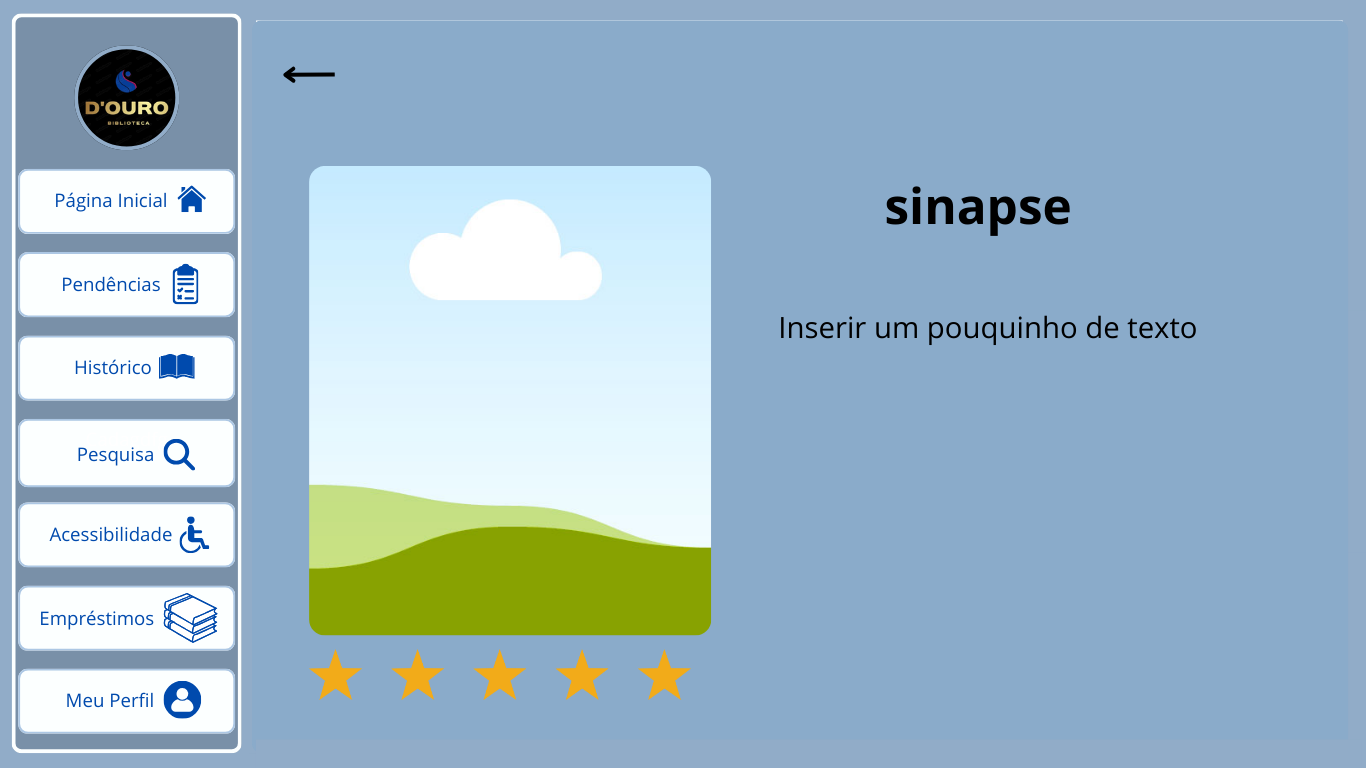 D'OURO
BIBLIOTECA
Página Inicial
Pendências
Histórico
Pesquisa
Acessibilidade
Empréstimos
Meu Perfil
sinapse
Inserir um pouquinho de texto